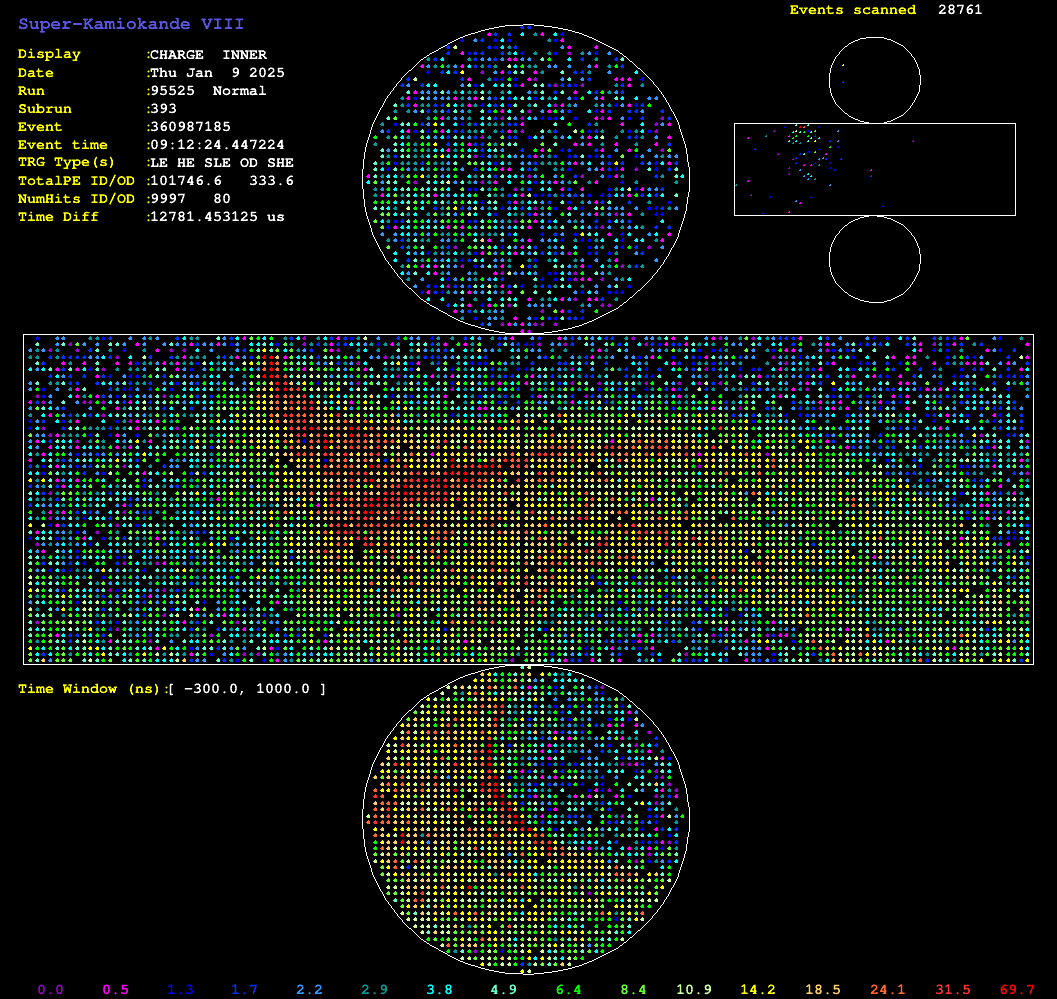 Super-Kamiokande VIII
Events scanned 28761
Display :CHARGE INNER
Date :Thu Jan 9 2025
Run :95525 Normal
Subrun :393
Event :360987185
Event time :09:12:24.447224
TRG Type(s) :LE HE SLE OD SHE
TotalPE ID/OD :101746.6 333.6
NumHits ID/OD :9997 80
Time Diff :12781.453125 us
Time Window (ns):[ -300.0, 1000.0 ]
0.0 0.5 1.3 1.7 2.2 2.9 3.8 4.9 6.4 8.4 10.9 14.2 18.5 24.1 31.5 69.7